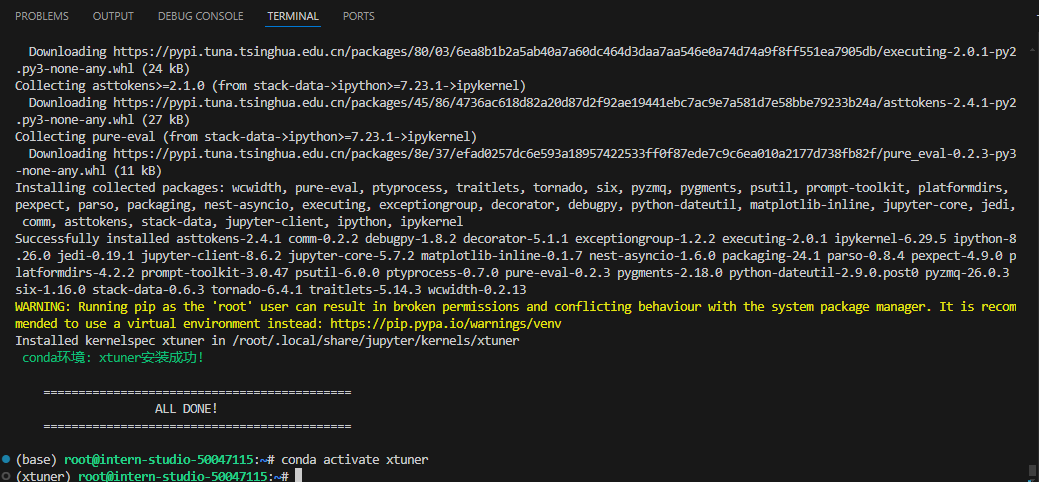 PROBLEMS OUTPUT DEBUG CONSOLE TERMINAL PORTS
Downloading https://pypi.tuna.tsinghua.edu.cn/packages/80/03/6ea8b1b2a5ab40a7a60dc464d3daa7aa546e0a74d74a9f8ff551ea7905db/executing-2.0.1-py2
.py3-none-any.whl (24 kB)
Collecting asttokens>=2.1.0 (from stack-data->ipython>=7.23.1->ipykernel)
Downloading https://pypi.tuna.tsinghua.edu.cn/packages/45/86/4736ac618d82a20d87d2f92ae19441ebc7ac9e7a581d7e58bbe79233b24a/asttokens-2.4.1-py2
.py3-none-any.whl (27 kB)
Collecting pure-eval (from stack-data->ipython>=7.23.1->ipykernel)
Downloading https://pypi.tuna.tsinghua.edu.cn/packages/8e/37/efad0257dc6e593a18957422533ff0f87ede7c9c6ea010a2177d738fb82f/pure_eval-0.2.3-py3
-none-any.whl (11 kB)
Installing collected packages: wcwidth, pure-eval, ptyprocess, traitlets, tornado, six, pyzmq, pygments, psutil, prompt-toolkit, platformdirs,
pexpect, parso, packaging, nest-asyncio, executing, exceptiongroup, decorator, debugpy, python-dateutil, matplotlib-inline, jupyter-core, jedi,
comm, asttokens, stack-data, jupyter-client, ipython, ipykernel
Successfully installed asttokens-2.4.1 comm-0.2.2 debugpy-1.8.2 decorator-5.1.1 exceptiongroup-1.2.2 executing-2.0.1 ipykernel-6.29.5 ipython-8
.26.0 jedi-0.19.1 jupyter-client-8.6.2 jupyter-core-5.7.2 matplotlib-inline-0.1.7 nest-asyncio-1.6.0 packaging-24.1 parso-0.8.4 pexpect-4.9.0 p
latformdirs-4.2.2 prompt-toolkit-3.0.47 psutil-6.0.0 ptyprocess-0.7.0 pure-eval-0.2.3 pygments-2.18.0 python-dateutil-2.9.0.post0 pyzmq-26.0.3
six-1.16.0 stack-data-0.6.3 tornado-6.4.1 traitlets-5.14.3 wcwidth-0.2.13
WARNING: Running pip as the 'root' user can result in broken permissions and conflicting behaviour with the system package manager. It is recom
mended to use a virtual environment instead: https://pip.pypa.io/warnings/venv
Installed kernelspec xtuner in /root/.local/share/jupyter/kernels/xtuner
conda环境: xtuner安装成功!
============================================
ALL DONE!
============================================
(base) root@intern-studio-50047115:~# conda activate xtuner
(xtuner) root@intern-studio-50047115:~#